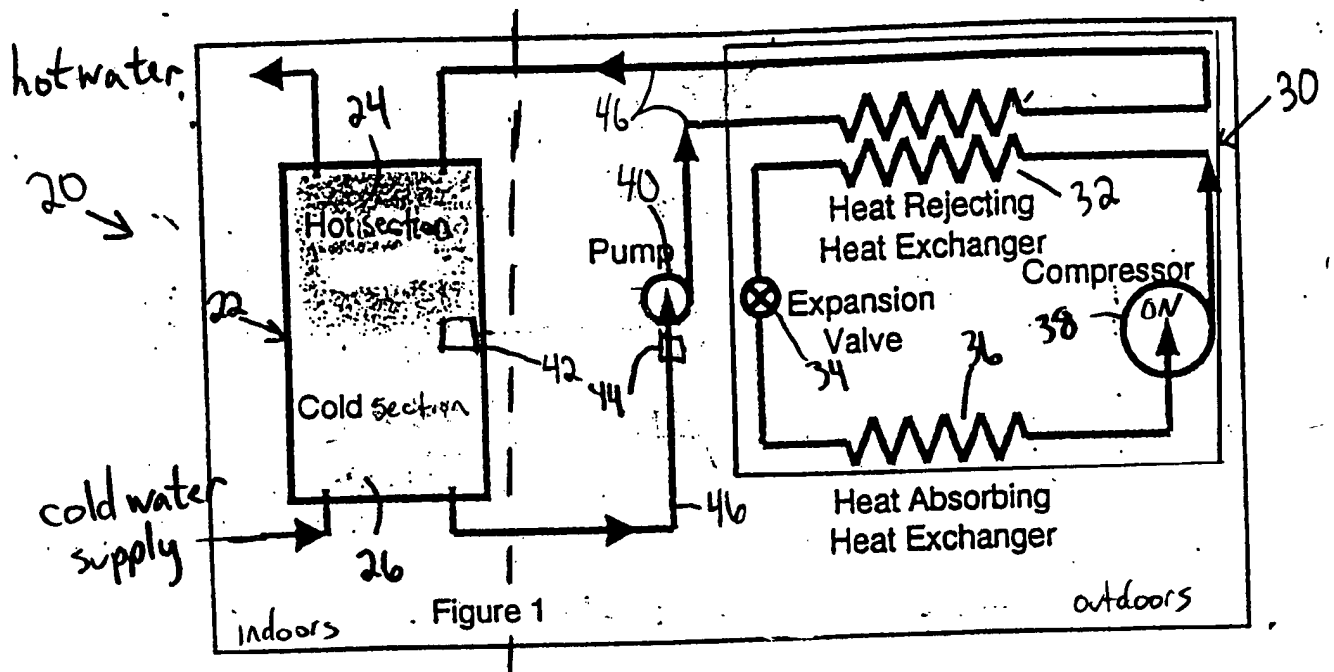 hot water.
24
46
30
20
Hot section
40
32
Heat Rejecting
Heat Exchanger
Pump
Compressor
ON
22
Expansion
Valve
38
36
42
44
34
Cold section
cold water
supply
46
Heat Absorbing
Heat Exchanger
26
Figure 1
indoors
outdoors